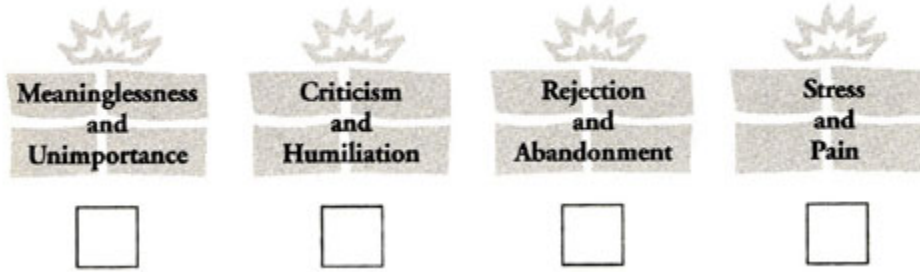 Meaninglessness
and
Unimportance
Criticism
and
Humiliation
Rejection
and
Abandonment
Stress
and
Pain